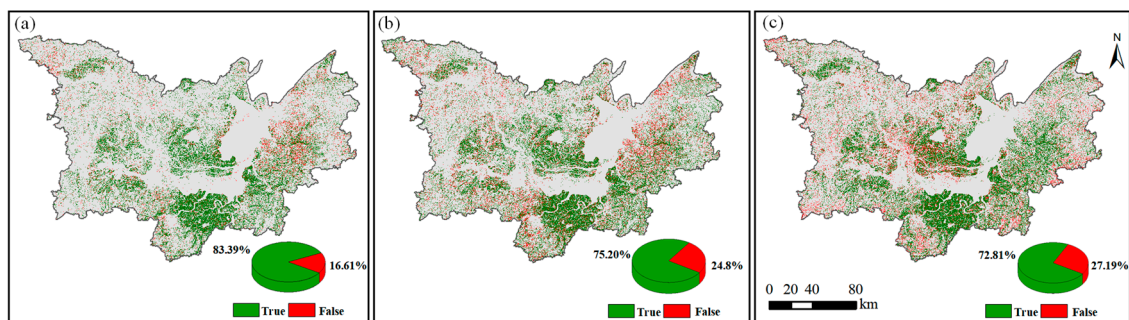 (a)
83.39%
16.61%
True False
(b)
75.20%
24.8%
True False
(c)
N
72.81%
27.19%
0 20 40 80
km
True False